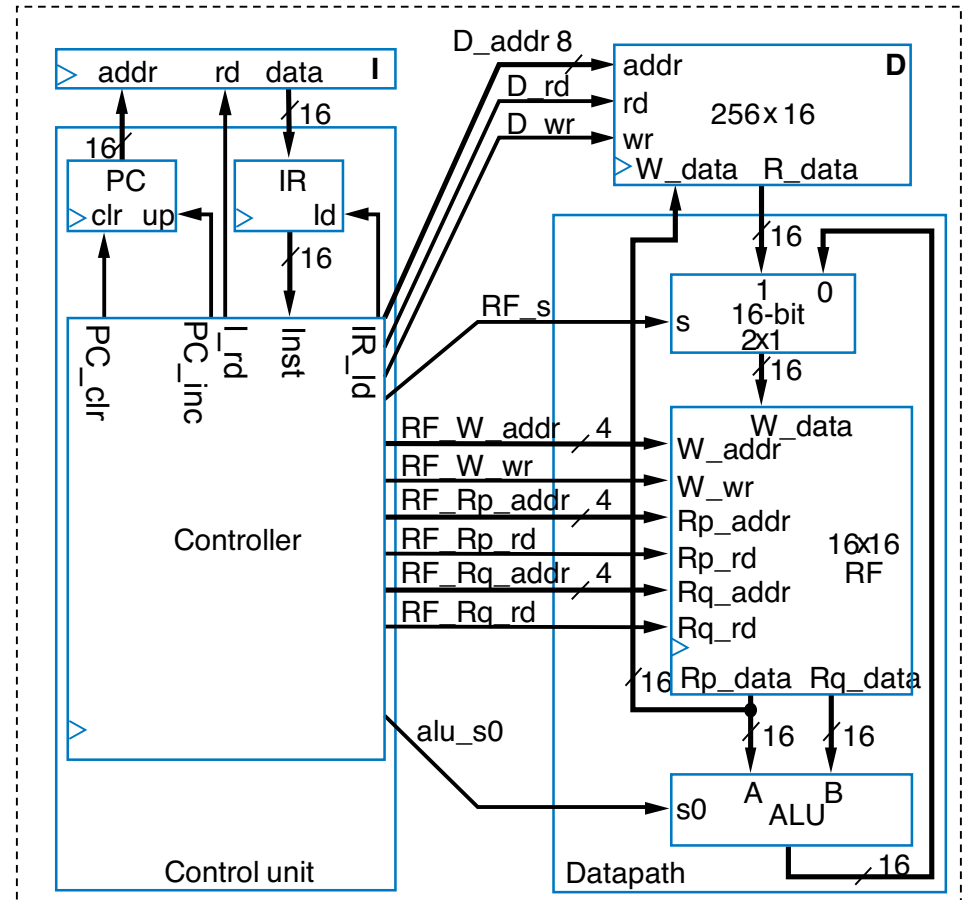 addr rd data I
16
16
PC
clr up
IR
ld
16
PC_clr
PC_inc
I_rd
Inst
IR_ld
Controller
Control unit
D_addr 8
D_rd
D_wr
addr D
rd
256x16
wr
W_data R_data
16
1 0
RF_s
s 16-bit
2x1
16
W_data
RF_W_addr 4
W_addr
RF_W_wr
W_wr
RF_Rp_addr 4
Rp_addr
RF_Rp_rd
Rp_rd
16x16
RF
RF_Rq_addr 4
Rq_addr
RF_Rq_rd
Rq_rd
16 Rp_data Rq_data
16 16
alu_s0
A B
s0 ALU
16
Datapath